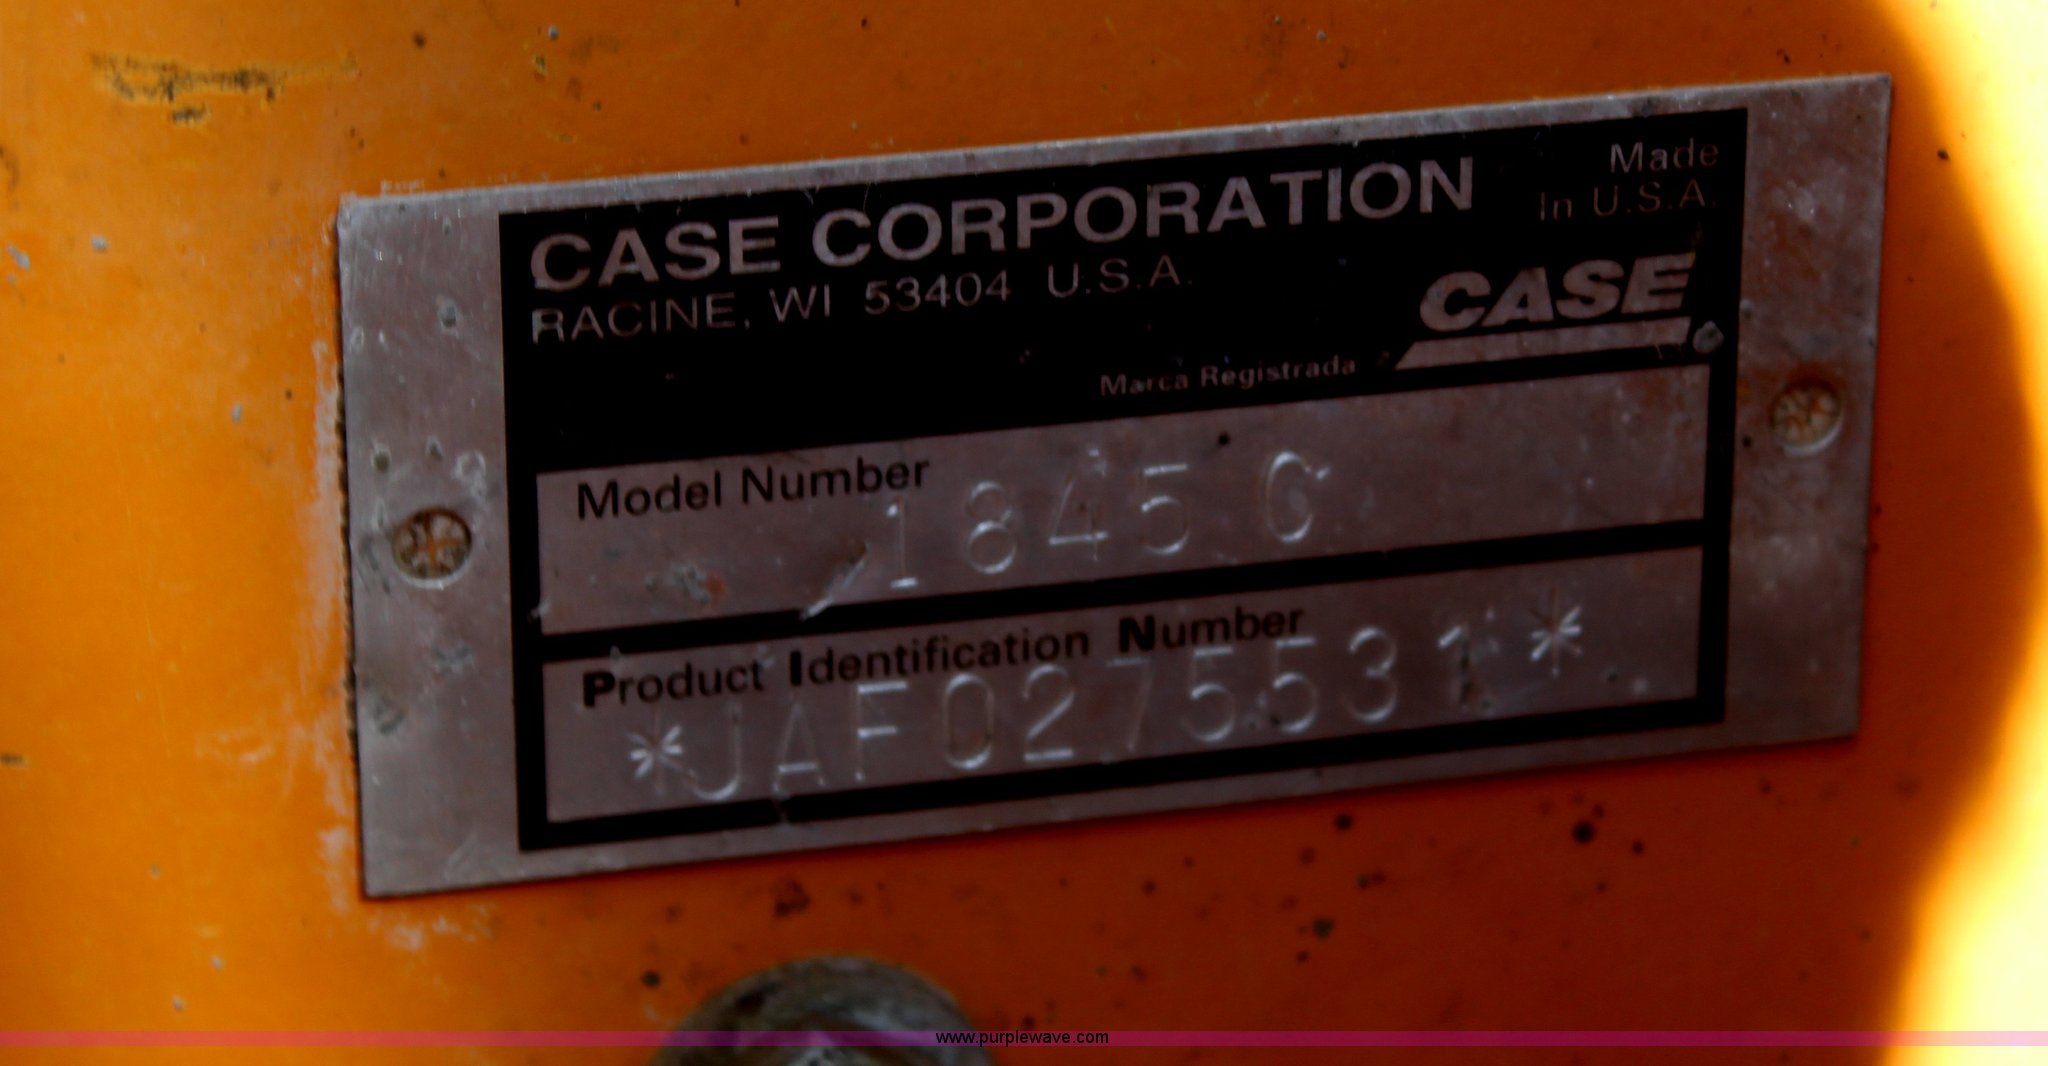 CASE CORPORATION
Made
In U.S.A.
RACINE, WI 53404 U.S.A.
CASE
Marca Registrada
Model Number
1845 C
Product Identification Number
*JAF0275531*
www.purplewave.com